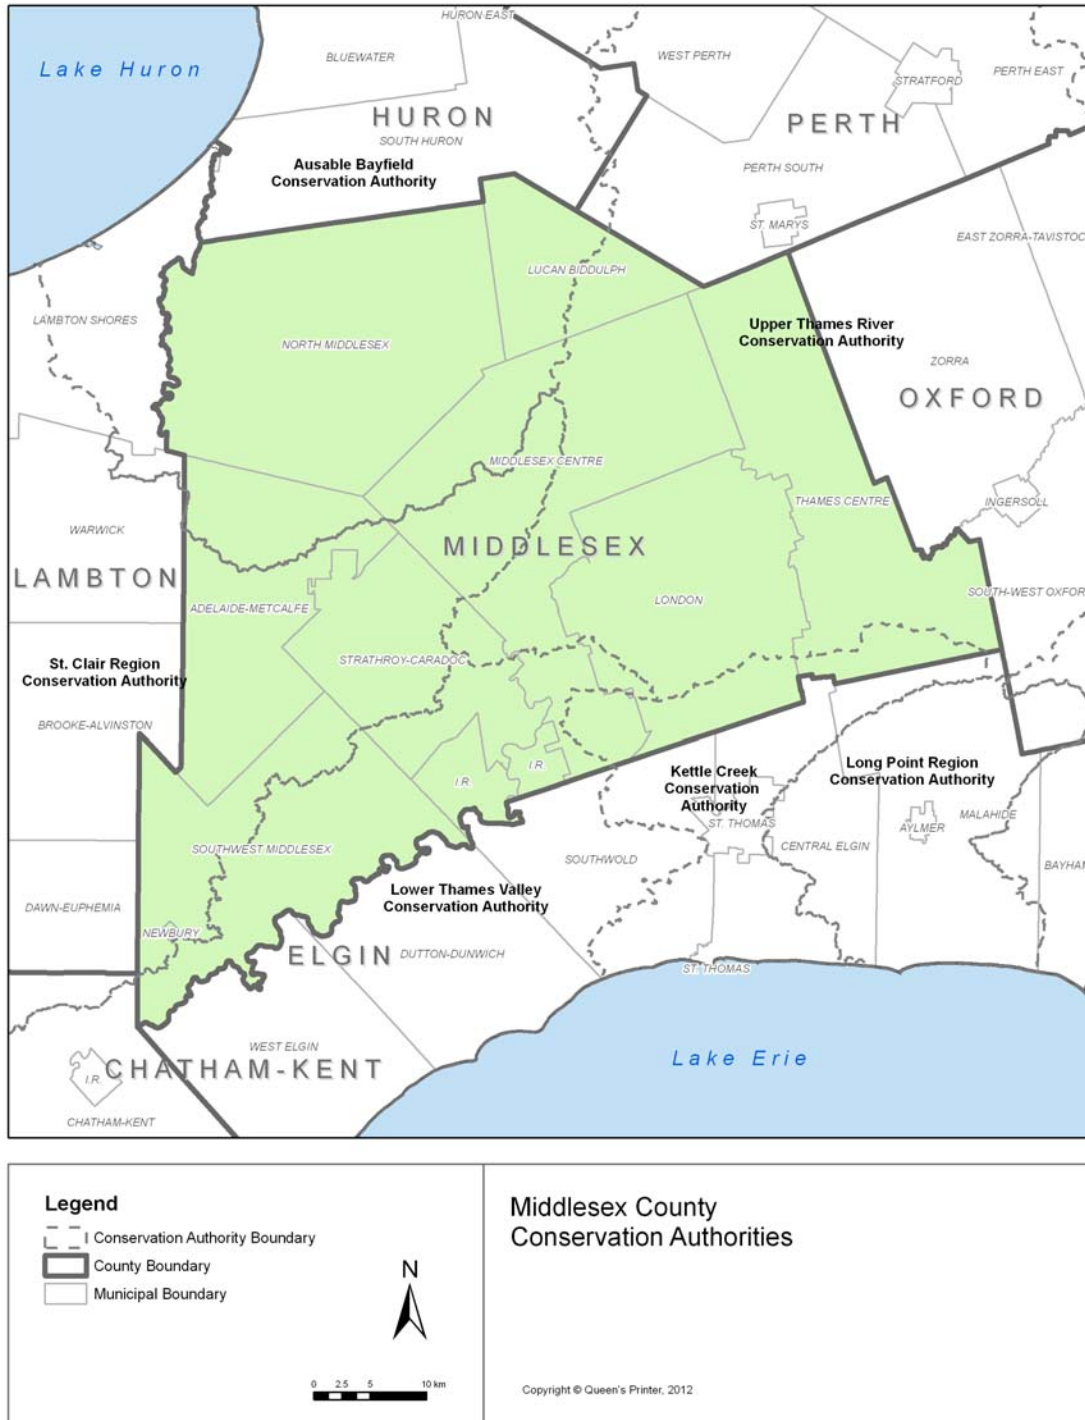 HURON EAST
BLUEWATER
WEST PERTH
Lake Huron
STRATFORD
PERTH EAST
HURON
PERTH
SOUTH HURON
Ausable Bayfield
Conservation Authority
PERTH SOUTH
ST. MARYS
EAST ZORRA-TAVISTOCK
LUCAN BIDDULPH
LAMBTON SHORES
Upper Thames River
Conservation Authority
NORTH MIDDLESEX
ZORRA
OXFORD
MIDDLESEX CENTRE
THAMES CENTRE
INGERSOLL
WARWICK
MIDDLESEX
LAMBTON
SOUTH-WEST OXFORD
ADELAIDE-METCALFE
LONDON
STRATHROY-CARADOC
St. Clair Region
Conservation Authority
BROOKE-ALVINSTON
I.R.
I.R.
Kettle Creek
Conservation
Authority
Long Point Region
Conservation Authority
ST. THOMAS
MALAHIDE
AYLMER
CENTRAL ELGIN
SOUTHWEST MIDDLESEX
SOUTHWOLD
BAYHAM
Lower Thames Valley
Conservation Authority
DAWN-EUPHEMIA
NEWBURY
ELGIN
DUTTON-DUNWICH
ST. THOMAS
WEST ELGIN
Lake Erie
CHATHAM-KENT
I.R.
CHATHAM-KENT
Legend
Conservation Authority Boundary
County Boundary
Municipal Boundary
N
0 2.5 5 10 km
Middlesex County
Conservation Authorities
Copyright © Queen's Printer, 2012